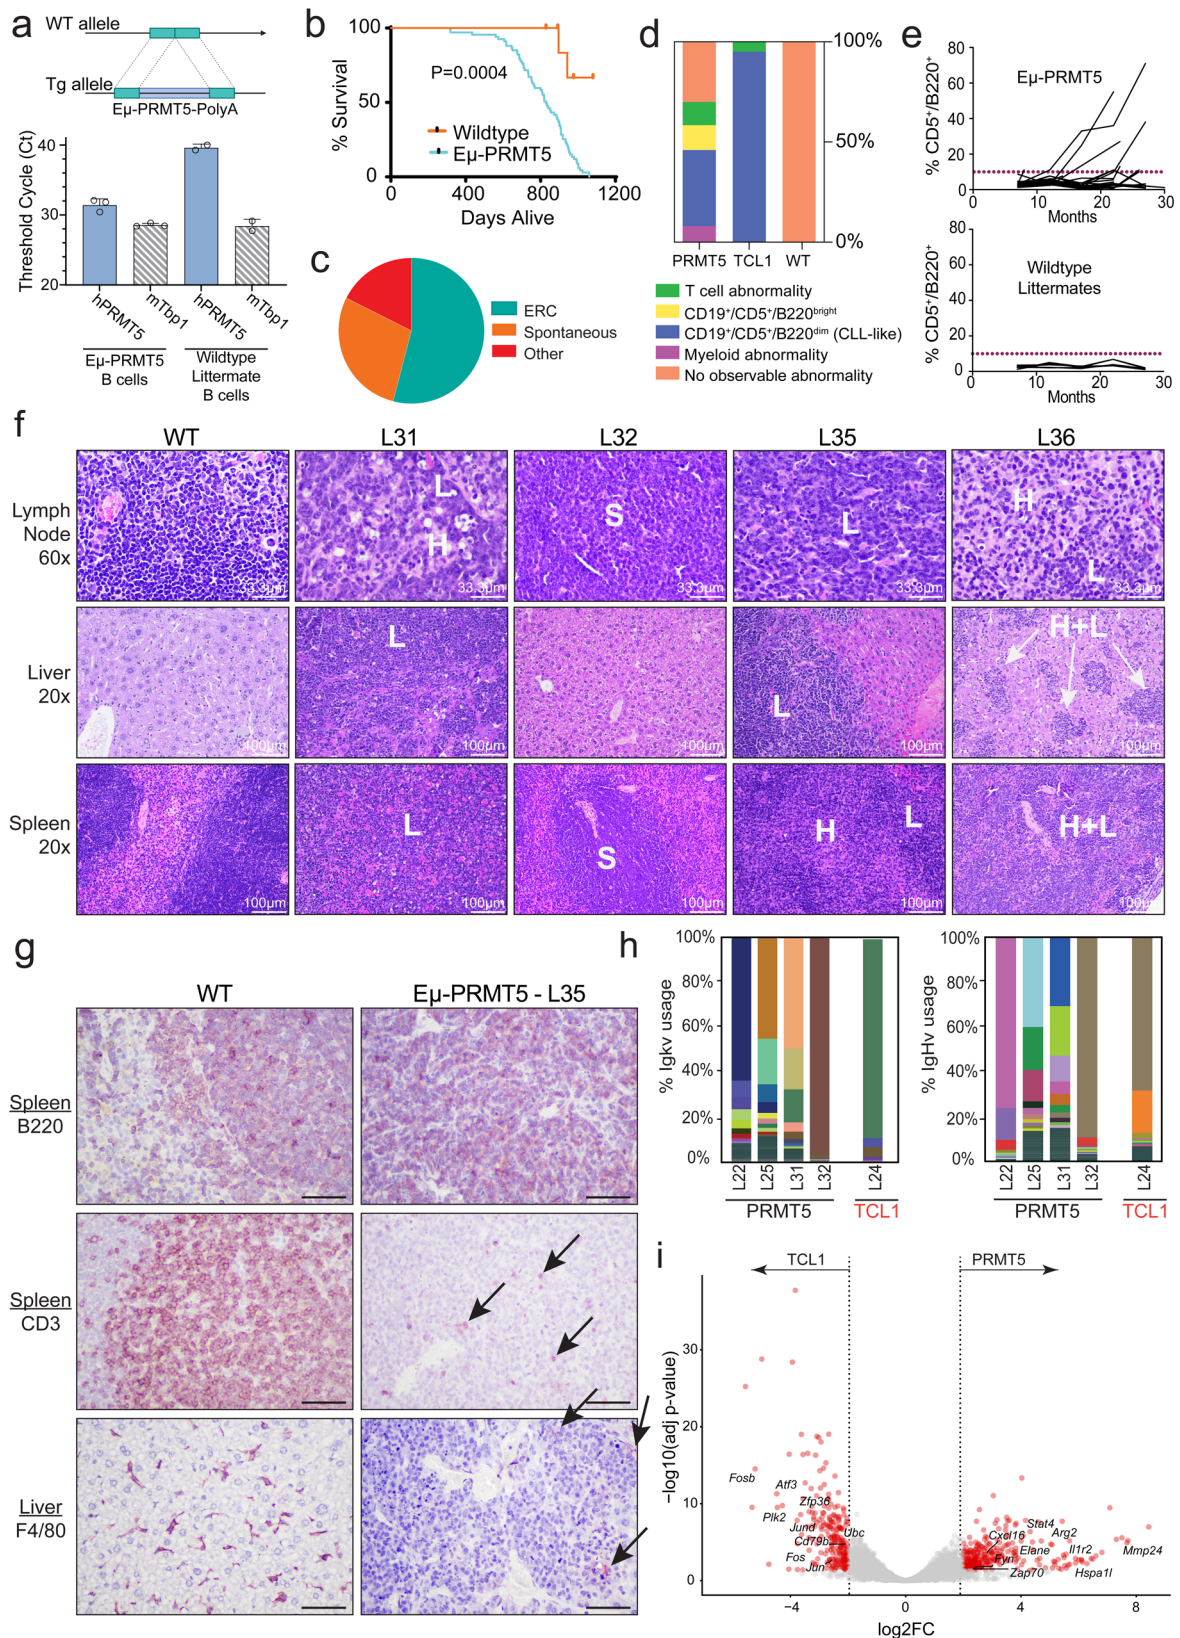 a
WT allele
Tg allele
Eµ-PRMT5-PolyA
Threshold Cycle (Ct)
40
30
20
hPRMT5
mTbp1
hPRMT5
mTbp1
Eµ-PRMT5
B cells
Wildtype
Littermate
B cells
b
% Survival
100
50
0
P=0.0004
Wildtype
Eµ-PRMT5
0
400
800
1200
Days Alive
c
ERC
Spontaneous
Other
d
100%
50%
0%
PRMT5
TCL1
WT
T cell abnormality
CD19⁺/CD5⁺/B220ᵇʳⁱᵍʰᵗ
CD19⁺/CD5⁺/B220ᵈⁱᵐ (CLL-like)
Myeloid abnormality
No observable abnormality
e
% CD5⁺/B220⁺
80
60
40
20
0
Eµ-PRMT5
0
10
20
30
Months
% CD5⁺/B220⁺
80
60
40
20
0
Wildtype
Littermates
0
10
20
30
Months
f
WT
L31
L32
L35
L36
Lymph
Node
60x
33.3µm
L
H
33.3µm
S
33.3µm
L
33.3µm
H
L
33.3µm
Liver
20x
100µm
L
100µm
100µm
L
100µm
H+L
100µm
Spleen
20x
100µm
L
100µm
S
100µm
H
L
100µm
H+L
100µm
g
WT
Eµ-PRMT5 - L35
Spleen
B220
Spleen
CD3
Liver
F4/80
h
% Igkv usage
100%
80%
60%
40%
20%
0%
L22
L25
L31
L32
L24
PRMT5
TCL1
% IgHv usage
100%
80%
60%
40%
20%
0%
L22
L25
L31
L32
L24
PRMT5
TCL1
i
TCL1
PRMT5
−log10(adj p-value)
30
20
10
0
Fosb
Atf3
Zfp36
Plk2
Jund
Ubc
Cd79b
Fos
Jun
Stat4
Cxcl16
Arg2
Elane
Il1r2
Mmp24
Fyn
Zap70
Hspa1l
−4
0
4
8
log2FC